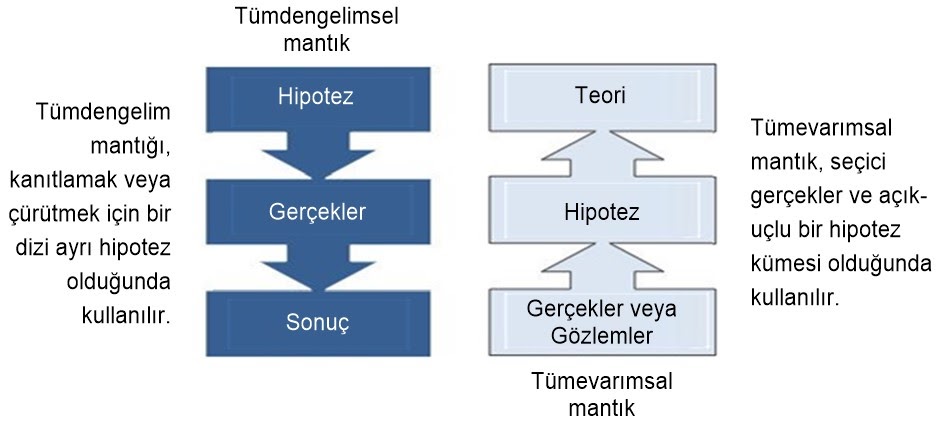 Tümdengelimsel
mantık
Hipotez
Gerçekler
Sonuç
Tümdengelim
mantığı,
kanıtlamak veya
çürütmek için bir
dizi ayrı hipotez
olduğunda
kullanılır.
Teori
Hipotez
Gerçekler veya
Gözlemler
Tümevarımsal
mantık
Tümevarımsal
mantık, seçici
gerçekler ve açık-
uçlu bir hipotez
kümesi olduğunda
kullanılır.